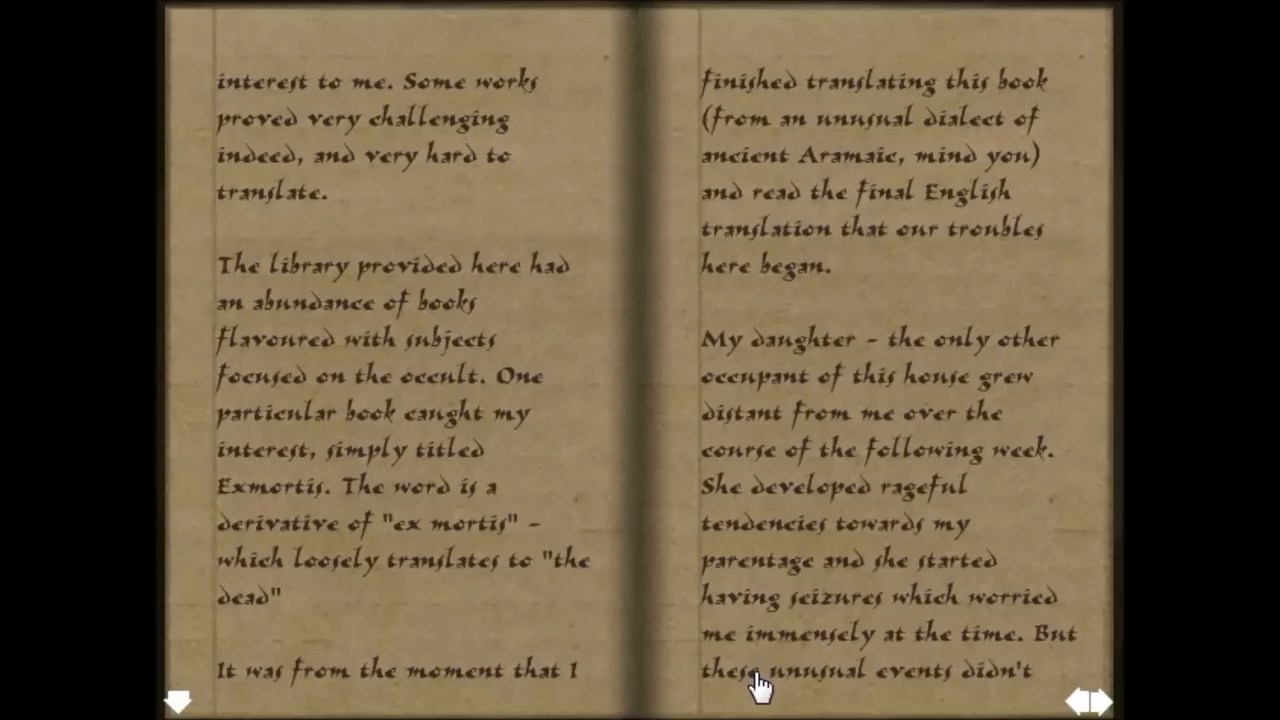 interest to me. Some works
proved very challenging
indeed, and very hard to
translate.
The library provided here had
an abundance of books
flavoured with subjects
focused on the occult. One
particular book caught my
interest, simply titled
Exmortis. The word is a
derivative of "ex mortis" -
which loosely translates to "the
dead"
It was from the moment that I
finished translating this book
(from an unusual dialect of
ancient Aramaic, mind you)
and read the final English
translation that our troubles
here began.
My daughter - the only other
occupant of this house grew
distant from me over the
course of the following week.
She developed rageful
tendencies towards my
parentage and she started
having seizures which worried
me immensely at the time. But
these unusual events didn't